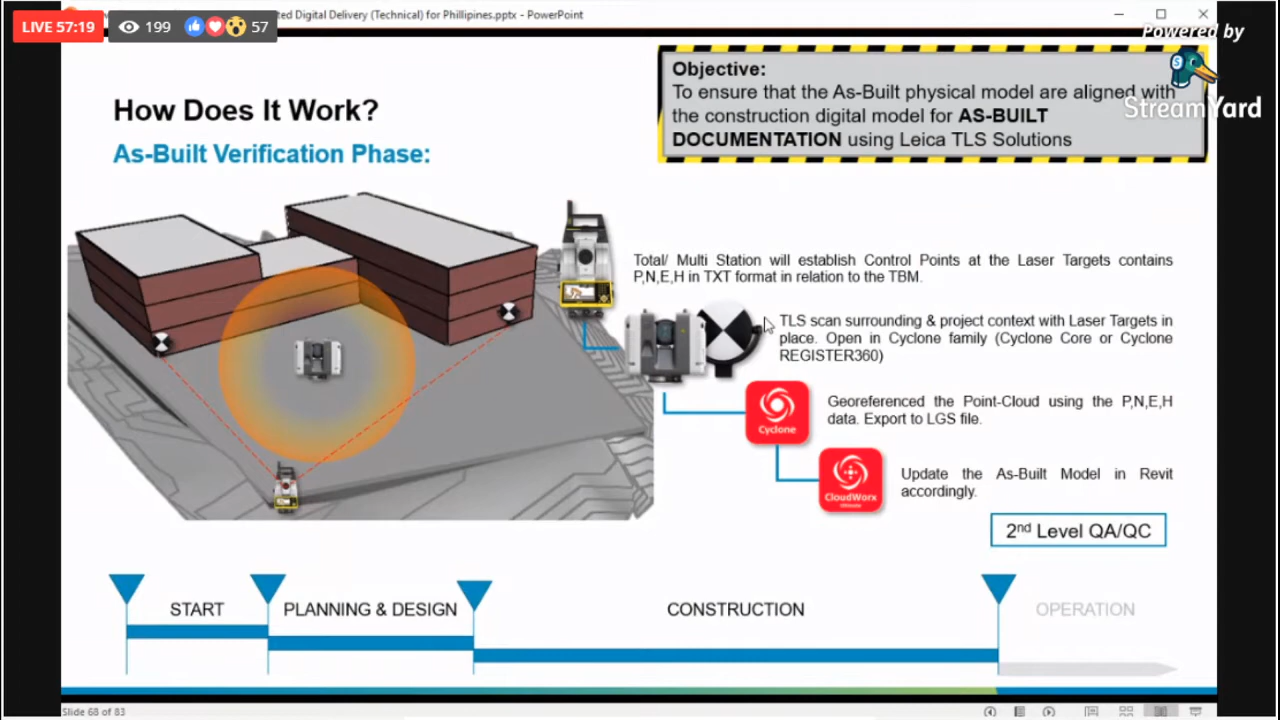 LIVE 57:19
199
57
ted Digital Delivery (Technical) for Phillipines.pptx - PowerPoint
Powered by
S
StreamYard
Objective:
To ensure that the As-Built physical model are aligned with
the construction digital model for AS-BUILT
DOCUMENTATION using Leica TLS Solutions
How Does It Work?
As-Built Verification Phase:
Total/ Multi Station will establish Control Points at the Laser Targets contains
P,N,E,H in TXT format in relation to the TBM.
TLS scan surrounding & project context with Laser Targets in
place. Open in Cyclone family (Cyclone Core or Cyclone
REGISTER360)
Cyclone
Georeferenced the Point-Cloud using the P,N,E,H
data. Export to LGS file.
CloudWorx
Update the As-Built Model in Revit
accordingly.
2nd Level QA/QC
START
PLANNING & DESIGN
CONSTRUCTION
OPERATION
Slide 68 of 83